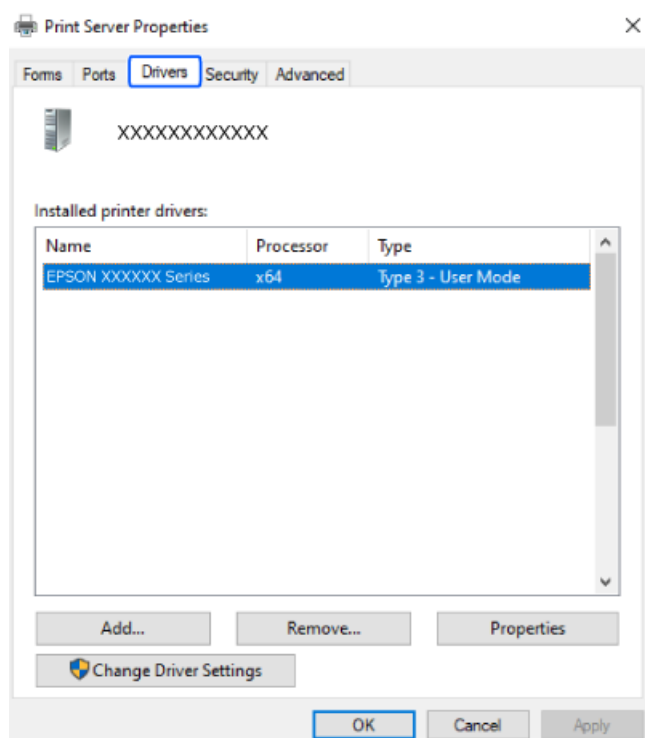 Print Server Properties
Forms Ports Drivers Security Advanced
XXXXXXXXXXXX
Installed printer drivers:
Name Processor Type
EPSON XXXXXX Series x64 Type 3 - User Mode
Add... Remove... Properties
Change Driver Settings
OK Cancel Apply